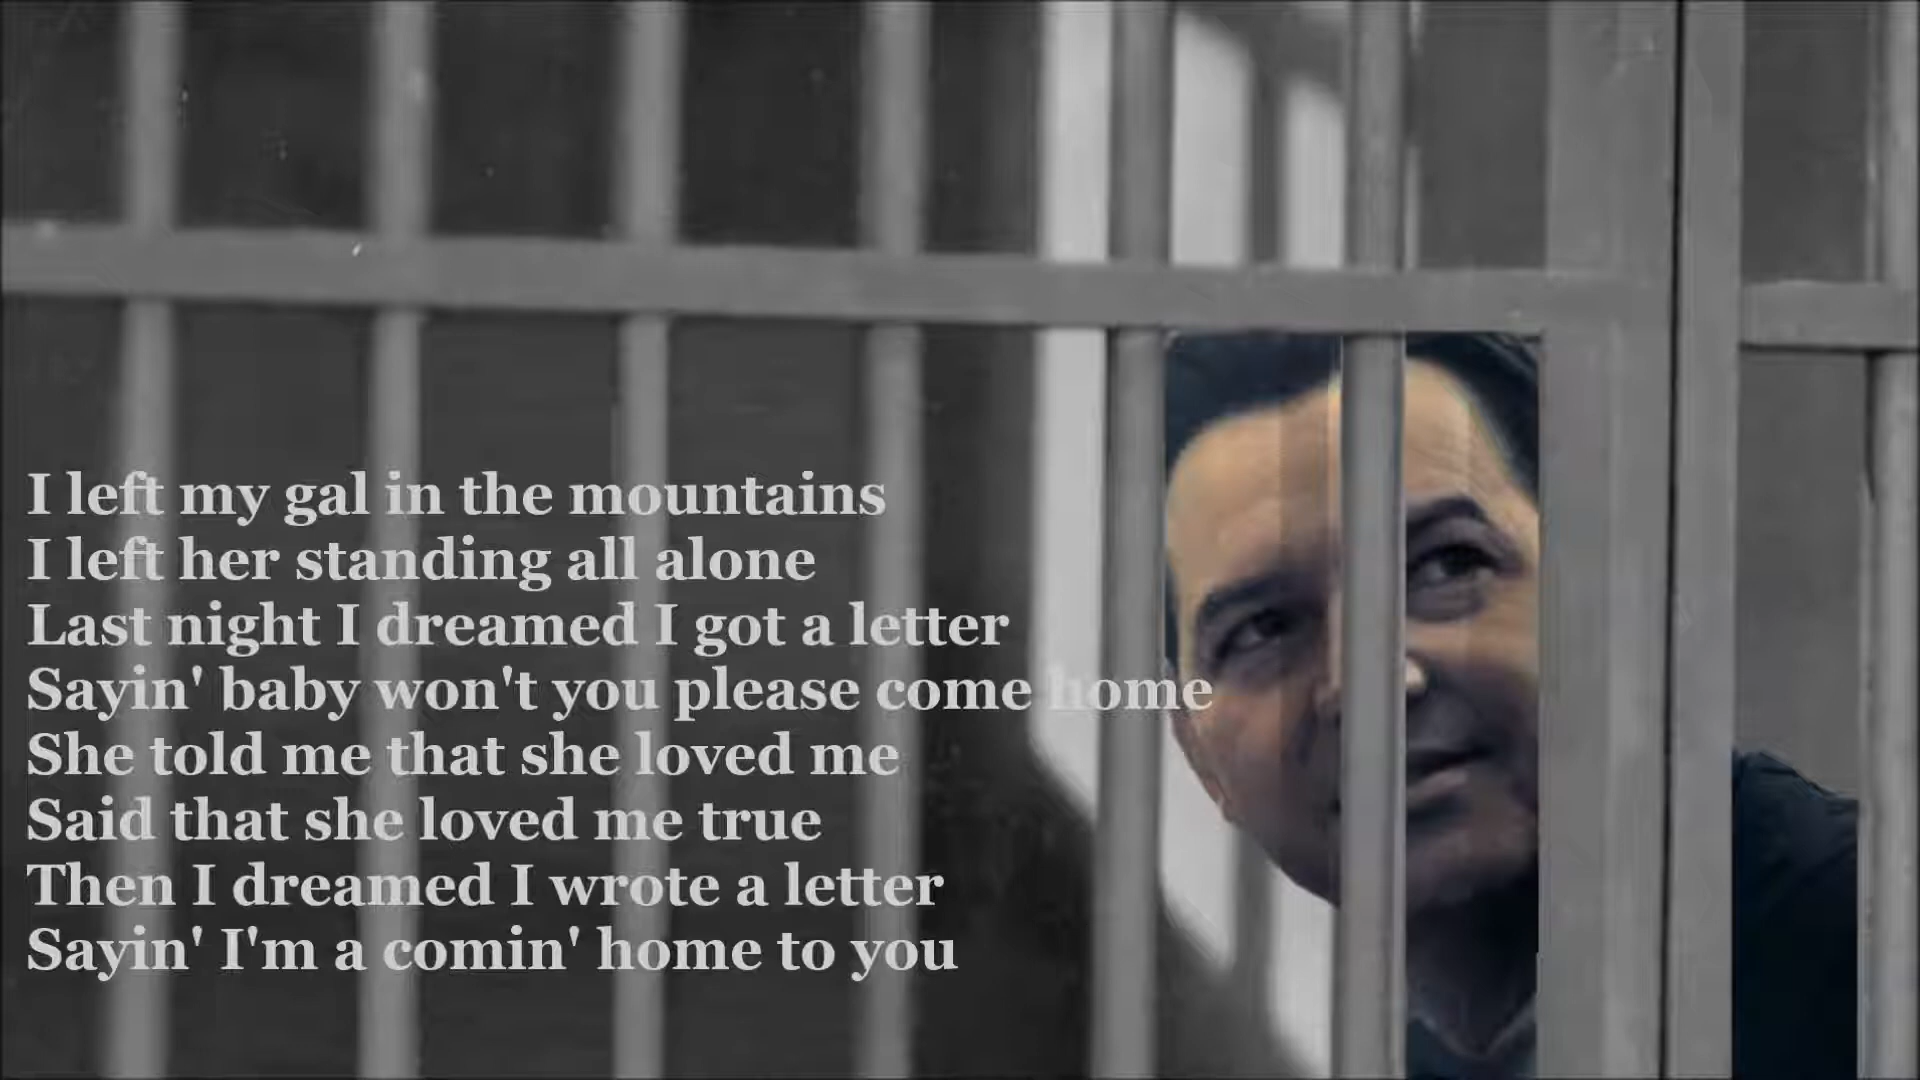 I left my gal in the mountains
I left her standing all alone
Last night I dreamed I got a letter
Sayin' baby won't you please come home
She told me that she loved me
Said that she loved me true
Then I dreamed I wrote a letter
Sayin' I'm a comin' home to you